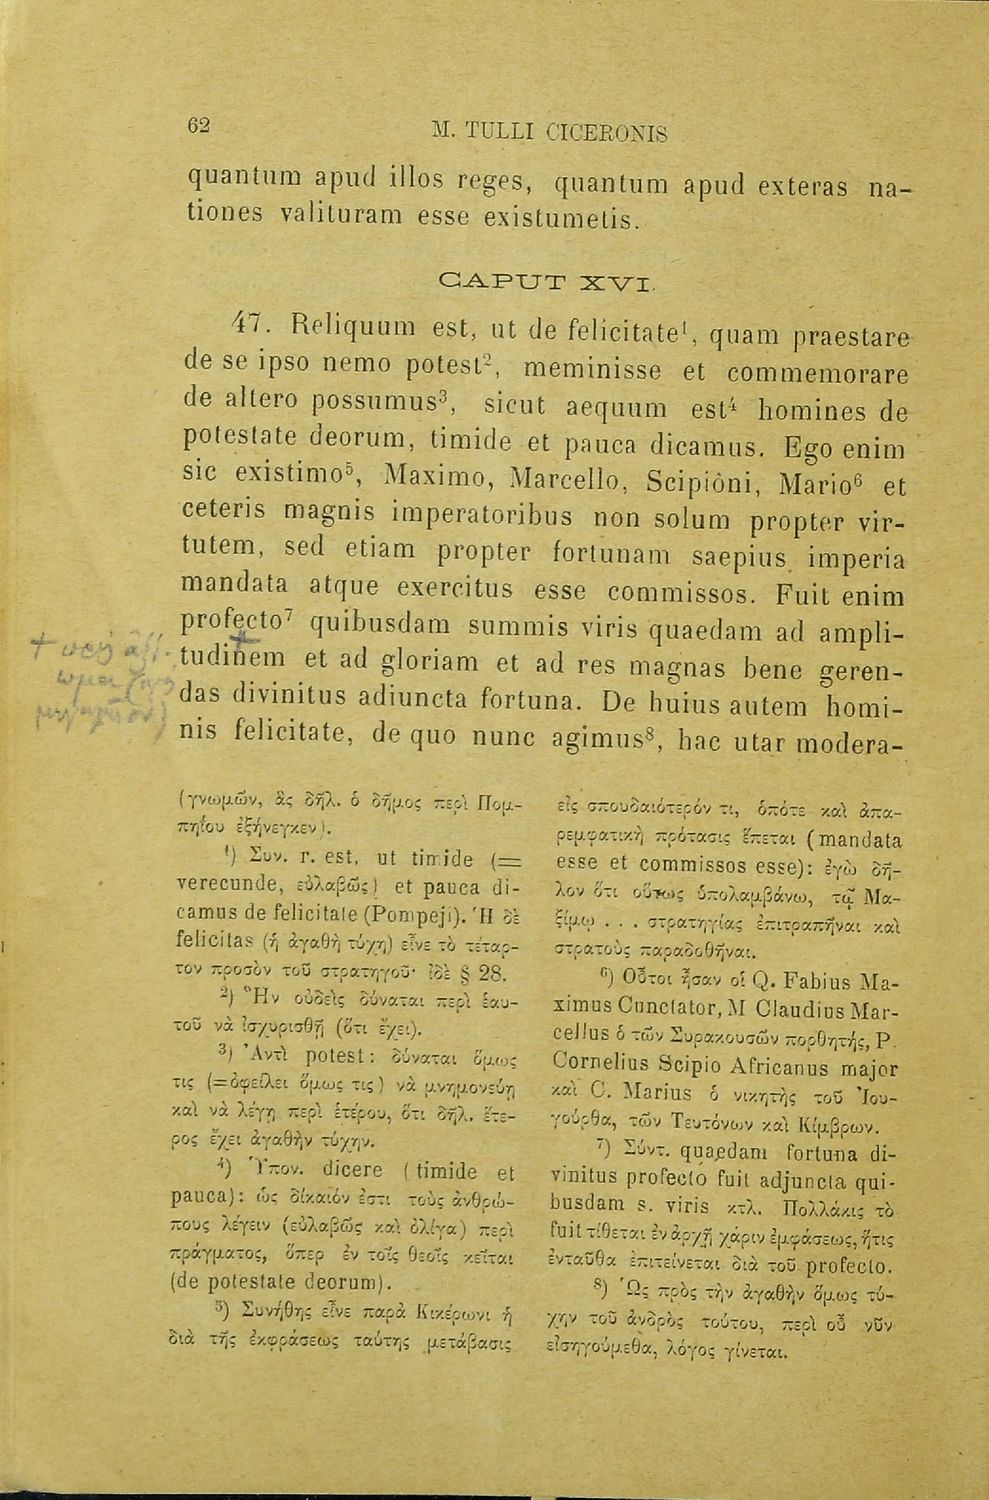 62
M. TULLI CICERONIS
quantum apud illos reges, quantum apud exteras na-
tiones valituram esse existumetis.
CAPUT XVI.
47. Reliquum est, ut de felicitate¹, quam praestare
de se ipso nemo potest², meminisse et commemorare
de altero possumus³, sicut aequum est⁴ homines de
potestate deorum, timide et pauca dicamus. Ego enim
sic existimo⁵, Maximo, Marcello, Scipiòni, Mario⁶ et
ceteris magnis imperatoribus non solum propter vir-
tutem, sed etiam propter fortunam saepius imperia
mandata atque exercitus esse commissos. Fuit enim
profecto⁷ quibusdam summis viris quaedam ad ampli-
tudinem et ad gloriam et ad res magnas bene geren-
das divinitus adiuncta fortuna. De huius autem homi-
nis felicitate, de quo nunc agimus⁸, hac utar modera-
(γνωμῶν, ἃς δῆλ. ὁ δῆμος περὶ Πομ-
πηΐου ἐξήνεγκεν).
¹) Συν. r. est, ut timide (=
verecunde, εὐλαβῶς) et pauca di-
camus de felicitate (Pompeji). Ἡ δὲ
felicitas (ἡ ἀγαθὴ τύχη) εἶνε τὸ τέταρ-
τον προσὸν τοῦ στρατηγοῦ· ἰδὲ § 28.
²) Ἣν οὐδεὶς δύναται περὶ ἑαυ-
τοῦ νὰ ἰσχυρισθῇ (ὅτι ἔχει).
³) Ἀντὶ potest: δύναται ὅμως
τις (=ὀφείλει ὅμως τις) νὰ μνημονεύῃ
καὶ νὰ λέγῃ περὶ ἑτέρου, ὅτι δῆλ. ἕτε-
ρος ἔχει ἀγαθὴν τύχην.
⁴) Ὑπον. dicere (timide et
pauca): ὡς δίκαιόν ἐστι τοὺς ἀνθρώ-
πους λέγειν (εὐλαβῶς καὶ ὀλίγα) περὶ
πράγματος, ὅπερ ἐν τοῖς θεοῖς κεῖται
(de potestate deorum).
⁵) Συνήθης εἶνε παρὰ Κικέρωνι ἡ
διὰ τῆς ἐκφράσεως ταύτης μετάβασις
εἰς σπουδαιότερόν τι, ὁπότε καὶ ἀπα-
ρεμφατικὴ πρότασις ἕπεται (mandata
esse et commissos esse): ἐγὼ δῆ-
λον ὅτι οὕτως ὑπολαμβάνω, τῷ Μα-
ξίμῳ . . . στρατηγίας ἐπιτραπῆναι καὶ
στρατοὺς παραδοθῆναι.
⁶) Οὗτοι ἦσαν οἱ Q. Fabius Ma-
ximus Cunctator, M Claudius Mar-
cellus ὁ τῶν Συρακουσῶν πορθητής, P.
Cornelius Scipio Africanus major
καὶ C. Marius ὁ νικητὴς τοῦ Ἰου-
γούρθα, τῶν Τευτόνων καὶ Κίμβρων.
⁷) Σύντ. quaedam fortuna di-
vinitus profecto fuit adjuncta qui-
busdam s. viris κτλ. Πολλάκις τὸ
fuit τίθεται ἐν ἀρχῇ χάριν ἐμφάσεως, ἥτις
ἐνταῦθα ἐπιτείνεται διὰ τοῦ profecto.
⁸) Ὡς πρὸς τὴν ἀγαθὴν ὅμως τύ-
χην τοῦ ἀνδρὸς τούτου, περὶ οὗ νῦν
εἰσηγούμεθα, λόγος γίνεται.